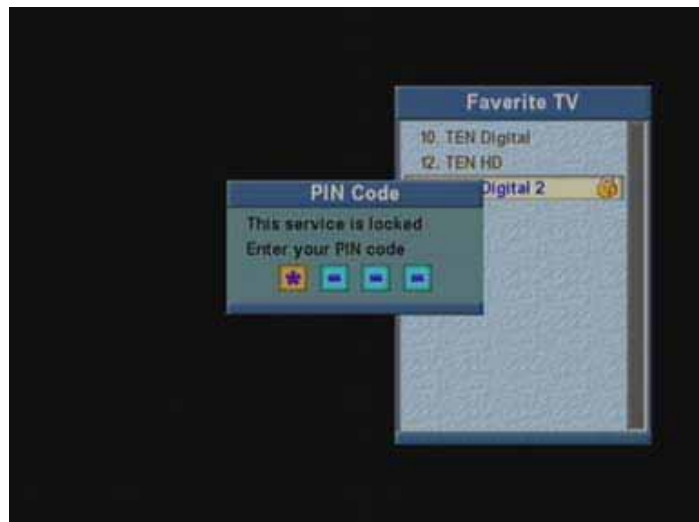 Faverite TV
10. TEN Digital
12. TEN HD
Digital 2
PIN Code
This service is locked
Enter your PIN code
* - - -